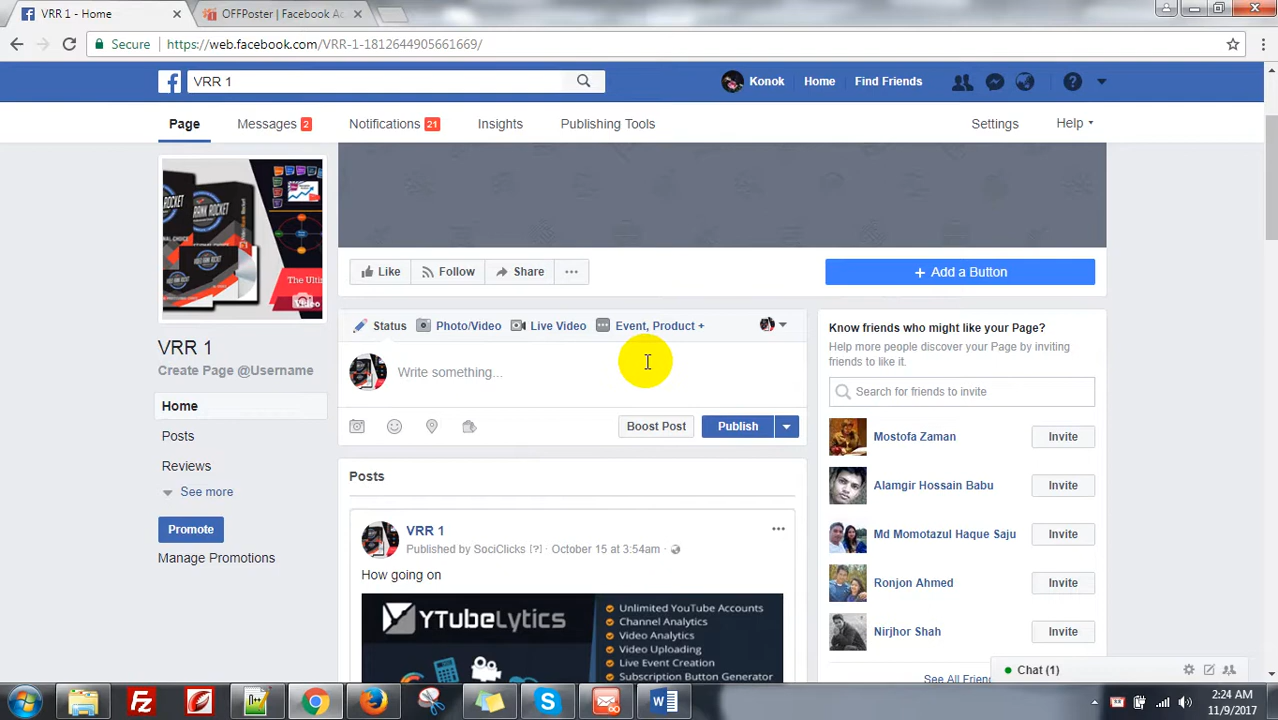 VRR 1 - Home
OFFPoster | Facebook Ac
Secure
https://web.facebook.com/VRR-1-1812644905661669/
VRR 1
Konok
Home
Find Friends
Page
Messages 2
Notifications 21
Insights
Publishing Tools
Settings
Help
Like
Follow
Share
+ Add a Button
RANK ROCKET
The Ulti
Status
Photo/Video
Live Video
Event, Product +
Write something...
Boost Post
Publish
VRR 1
Create Page @Username
Home
Posts
Reviews
See more
Promote
Manage Promotions
Know friends who might like your Page?
Help more people discover your Page by inviting
friends to like it.
Search for friends to invite
Mostofa Zaman
Invite
Alamgir Hossain Babu
Invite
Md Momotazul Haque Saju
Invite
Ronjon Ahmed
Invite
Nirjhor Shah
Invite
See All Frien
Posts
VRR 1
Published by SociClicks [?] · October 15 at 3:54am ·
How going on
YTubeLytics
Unlimited YouTube Accounts
Channel Analytics
Video Analytics
Video Uploading
Live Event Creation
Subscription Button Generator
Chat (1)
2:24 AM
11/9/2017